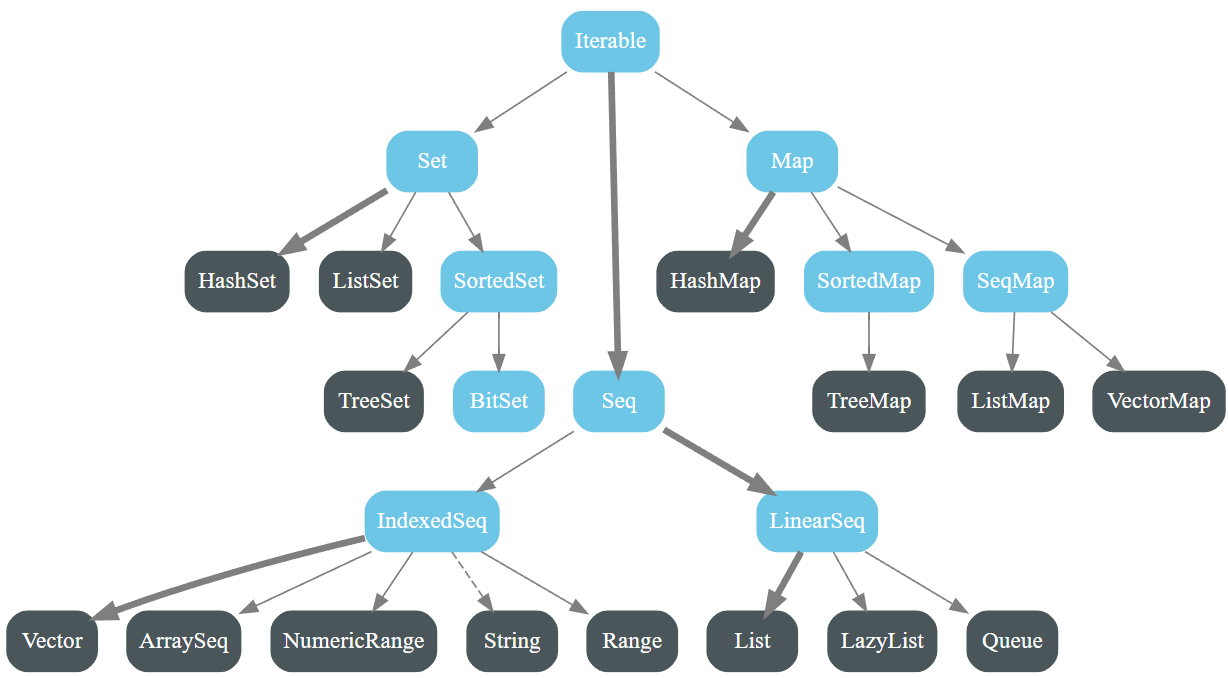 Iterable
Set
Map
HashSet
ListSet
SortedSet
HashMap
SortedMap
SeqMap
TreeSet
BitSet
Seq
TreeMap
ListMap
VectorMap
IndexedSeq
LinearSeq
Vector
ArraySeq
NumericRange
String
Range
List
LazyList
Queue